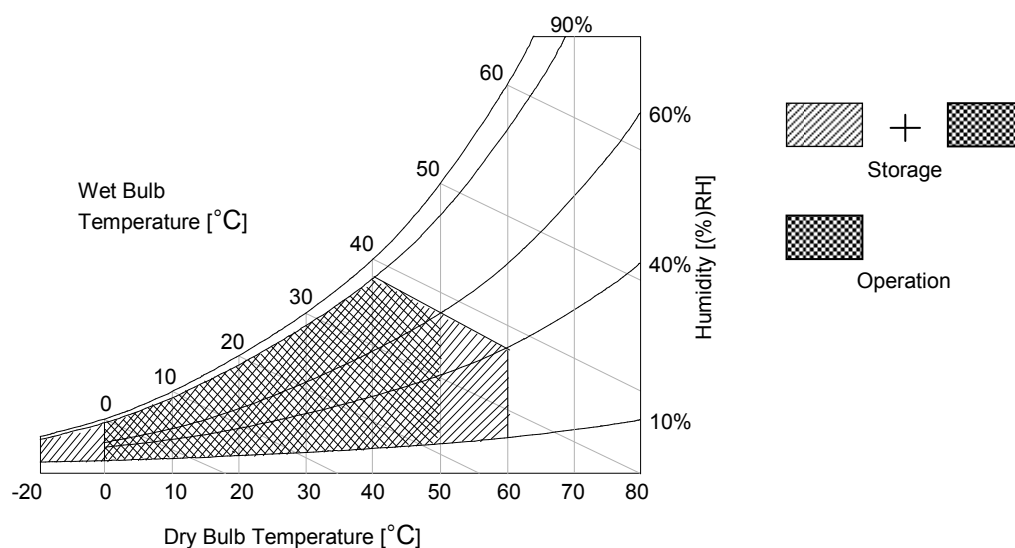 90%
60
60%
50
Wet Bulb
Temperature [°C]
Storage
40
40%
30
Humidity [(%)RH]
Operation
20
10
0
10%
-20 0 10 20 30 40 50 60 70 80
Dry Bulb Temperature [°C]